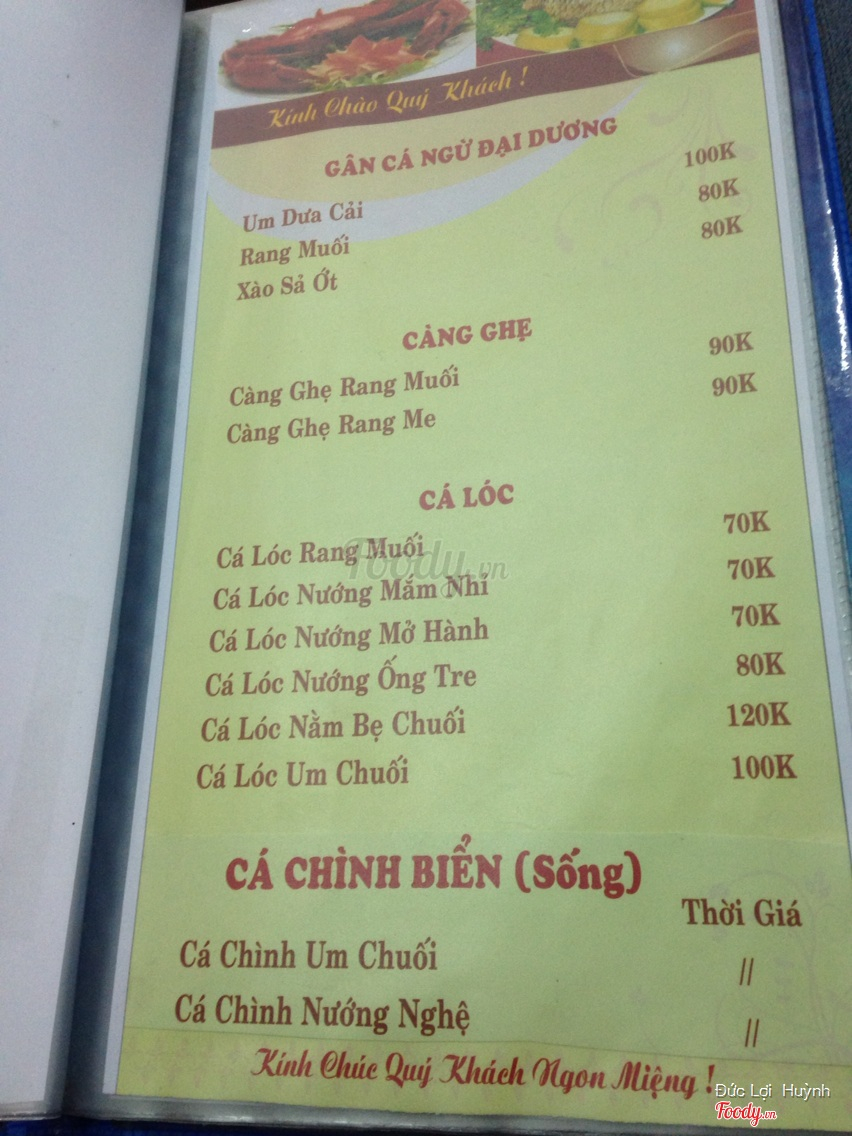 Kính Chào Quý Khách !
GÂN CÁ NGỪ ĐẠI DƯƠNG
Um Dưa Cải 100K
Rang Muối 80K
Xào Sả Ớt 80K
CÀNG GHẸ
Càng Ghẹ Rang Muối 90K
Càng Ghẹ Rang Me 90K
CÁ LÓC
Cá Lóc Rang Muối 70K
Cá Lóc Nướng Mắm Nhỉ 70K
Cá Lóc Nướng Mở Hành 70K
Cá Lóc Nướng Ống Tre 80K
Cá Lóc Nằm Bẹ Chuối 120K
Cá Lóc Um Chuối 100K
Foody.vn
CÁ CHÌNH BIỂN (Sống)
Thời Giá
Cá Chình Um Chuối //
Cá Chình Nướng Nghệ //
Kính Chúc Quý Khách Ngon Miệng !
Đức Lợi Huỳnh
Foody.vn